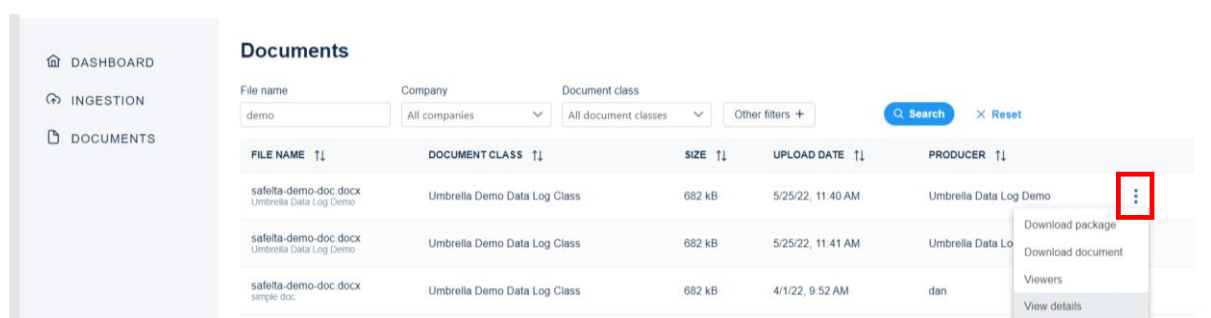 Documents
DASHBOARD
INGESTION
DOCUMENTS
File name
Company
Document class
demo
All companies
All document classes
Other filters +
Search
Reset
FILE NAME
DOCUMENT CLASS
SIZE
UPLOAD DATE
PRODUCER
safelta-demo-doc.docx
Umbrella Data Log Demo
Umbrella Demo Data Log Class
682 kB
5/25/22, 11:40 AM
Umbrella Data Log Demo
Download package
safelta-demo-doc.docx
Umbrella Data Log Demo
Umbrella Demo Data Log Class
682 kB
5/25/22, 11:41 AM
Umbrella Data Lo
Download document
Viewers
safelta-demo-doc.docx
simple doc
Umbrella Demo Data Log Class
682 kB
4/1/22, 9:52 AM
dan
View details